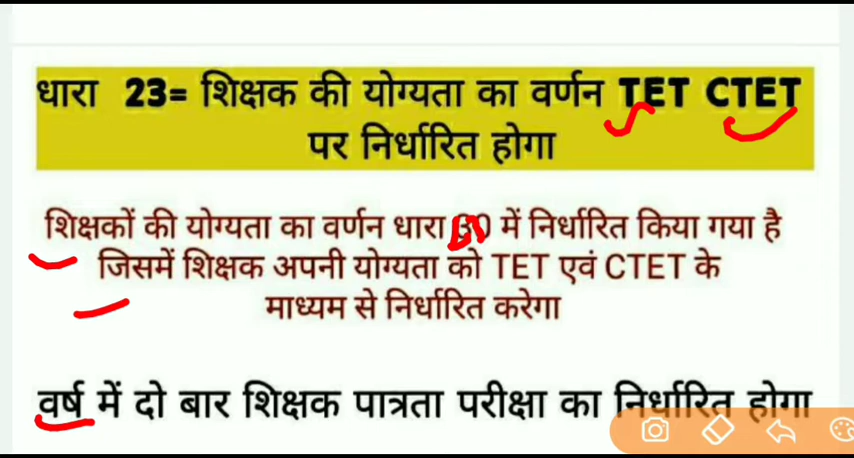 धारा 23= शिक्षक की योग्यता का वर्णन TET CTET
पर निर्धारित होगा
शिक्षकों की योग्यता का वर्णन धारा में निर्धारित किया गया है
जिसमें शिक्षक अपनी योग्यता को TET एवं CTET के
माध्यम से निर्धारित करेगा
वर्ष में दो बार शिक्षक पात्रता परीक्षा का निर्धारित होगा